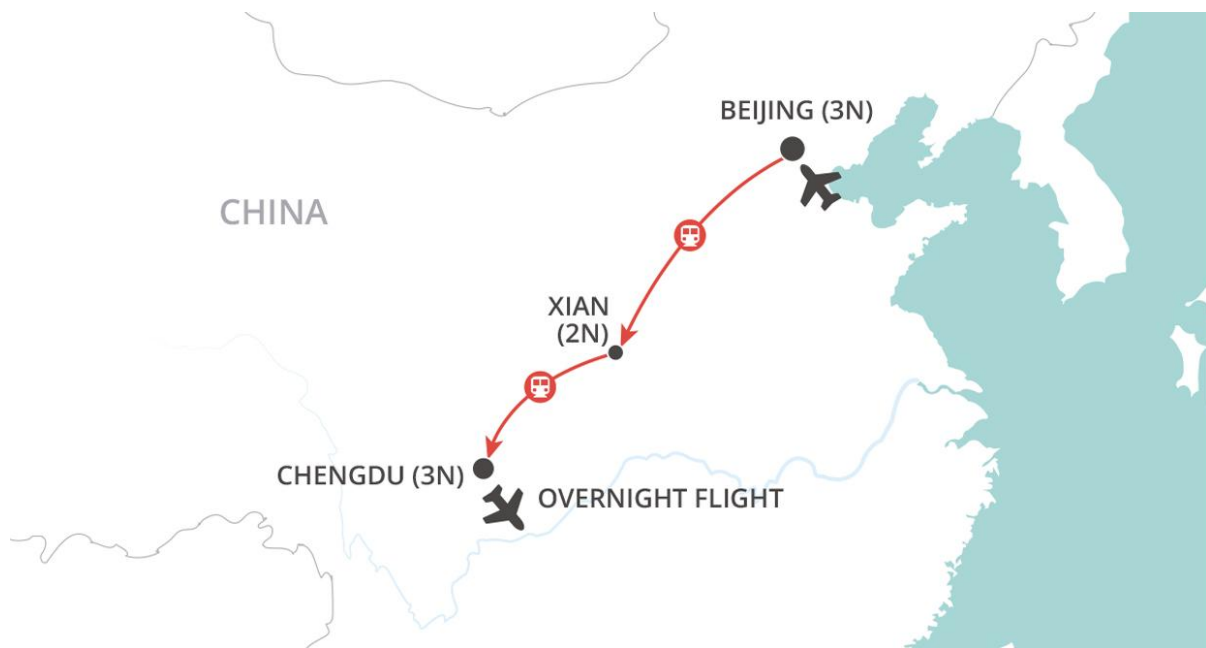 BEIJING (3N)
CHINA
XIAN
(2N)
CHENGDU (3N)
OVERNIGHT FLIGHT